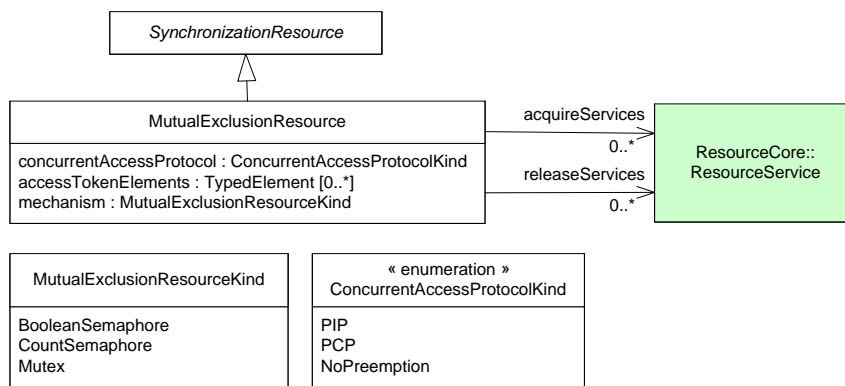 SynchronizationResource
MutualExclusionResource
concurrentAccessProtocol : ConcurrentAccessProtocolKind
accessTokenElements : TypedElement [0..*]
mechanism : MutualExclusionResourceKind
acquireServices
0..*
releaseServices
0..*
ResourceCore::
ResourceService
MutualExclusionResourceKind
BooleanSemaphore
CountSemaphore
Mutex
« enumeration »
ConcurrentAccessProtocolKind
PIP
PCP
NoPreemption